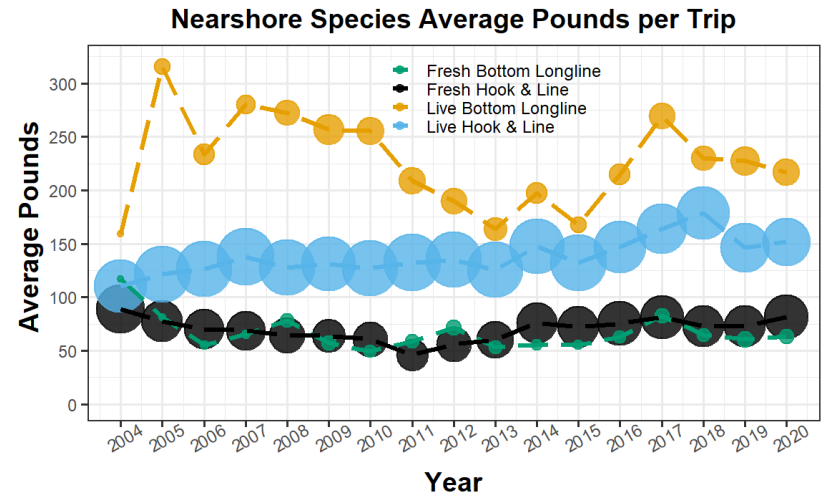 Nearshore Species Average Pounds per Trip
Fresh Bottom Longline
Fresh Hook & Line
Live Bottom Longline
Live Hook & Line
Average Pounds
300
250
200
150
100
50
0
2004 2005 2006 2007 2008 2009 2010 2011 2012 2013 2014 2015 2016 2017 2018 2019 2020
Year